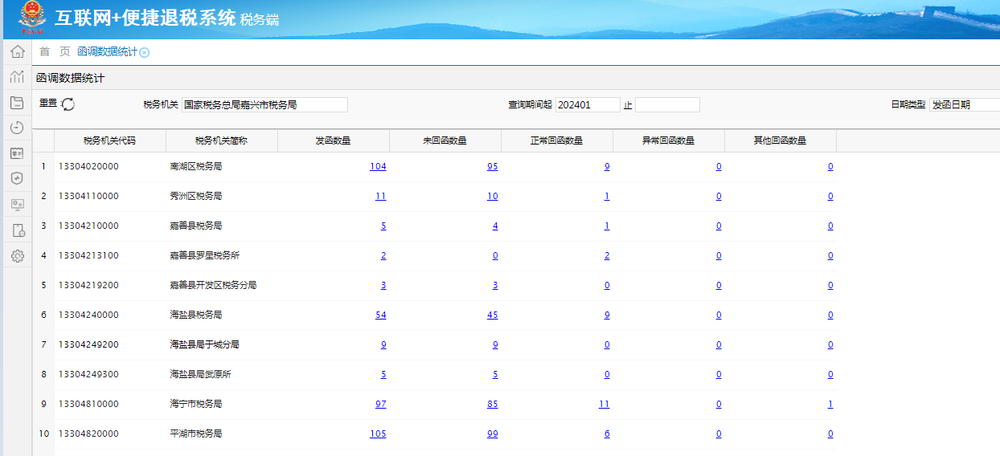 互联网+便捷退税系统 税务端
首 页 函调数据统计
函调数据统计
重置 税务机关 国家税务总局嘉兴市税务局 查询期间起 202401 止 日期类型 发函日期
税务机关代码 税务机关简称 发函数量 未回函数量 正常回函数量 异常回函数量 其他回函数量
1 13304020000 南湖区税务局 104 95 9 0 0
2 13304110000 秀洲区税务局 11 10 1 0 0
3 13304210000 嘉善县税务局 5 4 1 0 0
4 13304213100 嘉善县罗星税务所 2 0 2 0 0
5 13304219200 嘉善县开发区税务分局 3 3 0 0 0
6 13304240000 海盐县税务局 54 45 9 0 0
7 13304249200 海盐县局于城分局 9 9 0 0 0
8 13304249300 海盐县局武原所 5 5 0 0 0
9 13304810000 海宁市税务局 97 85 11 0 1
10 13304820000 平湖市税务局 105 99 6 0 0